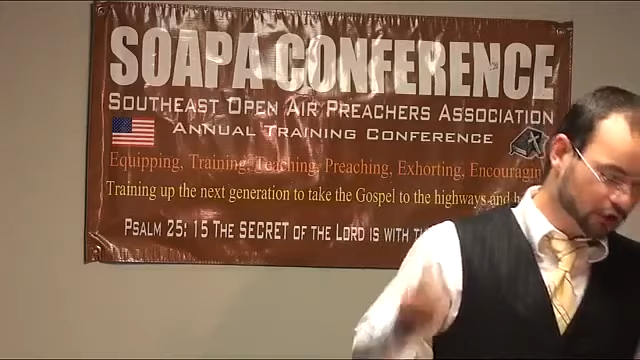 SOAPA CONFERENCE
SOUTHEAST OPEN AIR PREACHERS ASSOCIATION
ANNUAL TRAINING CONFERENCE
Equipping, Training, Teaching, Preaching, Exhorting, Encouragin
Training up the next generation to take the Gospel to the highways and
PSALM 25: 15 THE SECRET OF THE LORD IS WITH